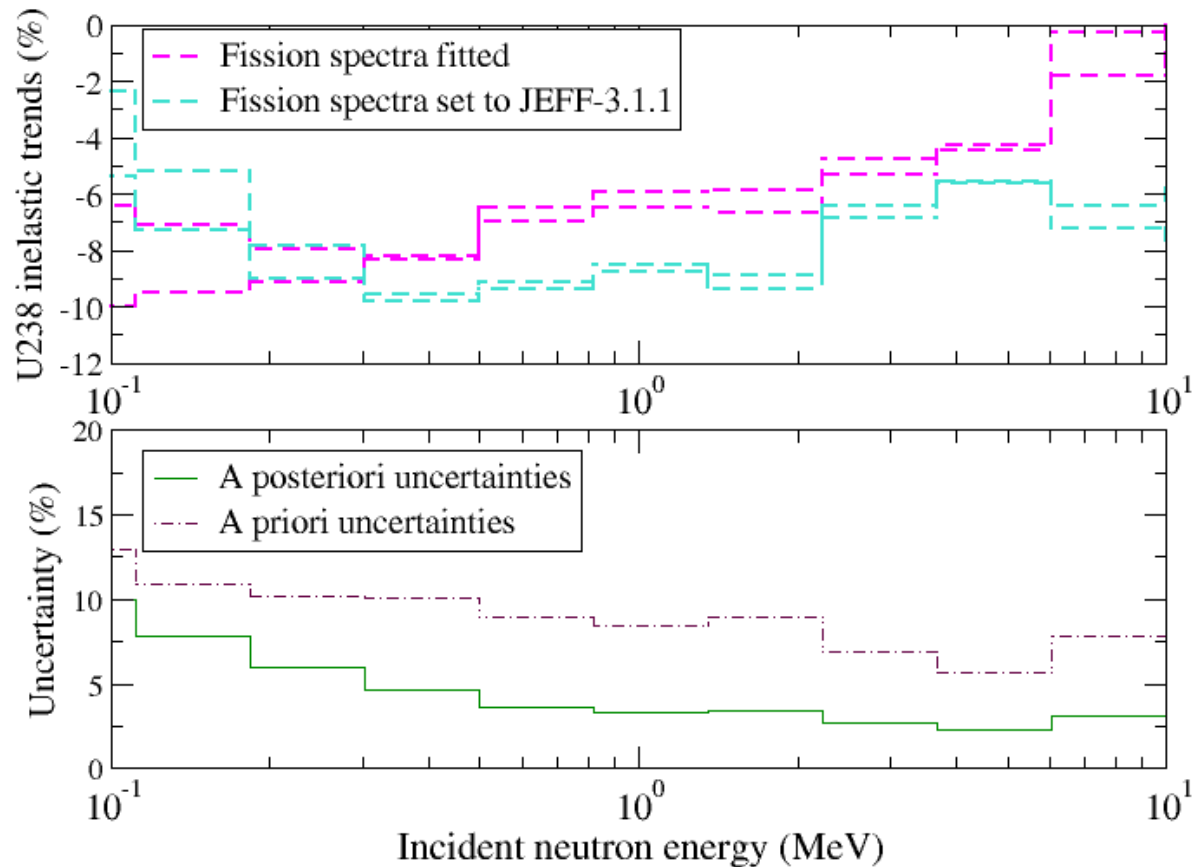 U238 inelastic trends (%)
0
-2
-4
-6
-8
-10
-12
Fission spectra fitted
Fission spectra set to JEFF-3.1.1
10^-1
10^0
10^1
Uncertainty (%)
20
15
10
5
0
A posteriori uncertainties
A priori uncertainties
10^-1
10^0
10^1
Incident neutron energy (MeV)